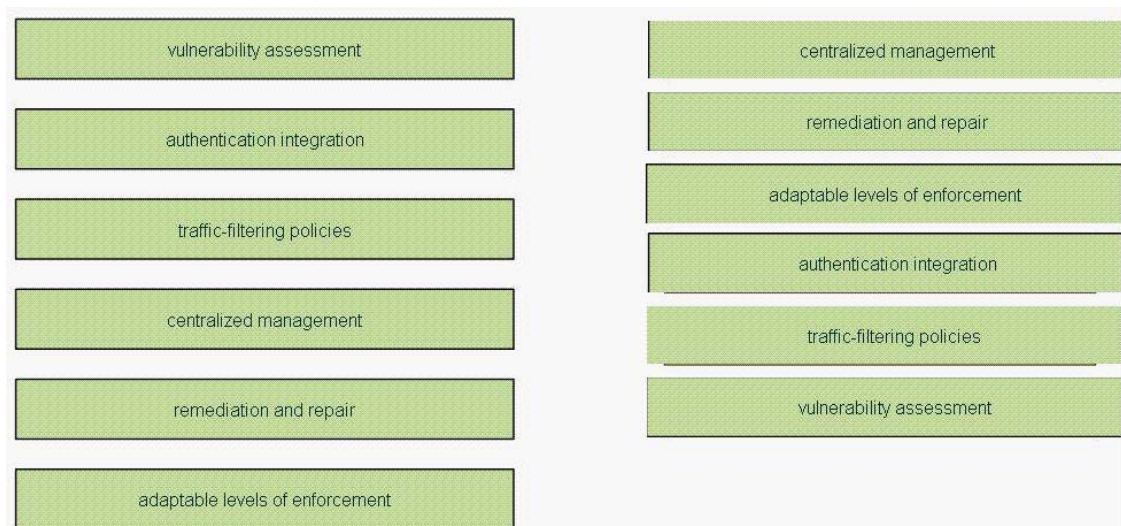 vulnerability assessment
authentication integration
traffic-filtering policies
centralized management
remediation and repair
adaptable levels of enforcement
centralized management
remediation and repair
adaptable levels of enforcement
authentication integration
traffic-filtering policies
vulnerability assessment